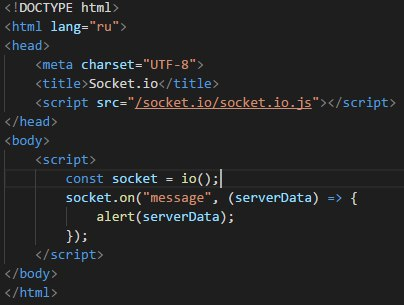 <!DOCTYPE html>
<html lang="ru">
<head>
    <meta charset="UTF-8">
    <title>Socket.io</title>
    <script src="/socket.io/socket.io.js"></script>
</head>
<body>
    <script>
        const socket = io();
        socket.on("message", (serverData) => {
            alert(serverData);
        });
    </script>
</body>
</html>